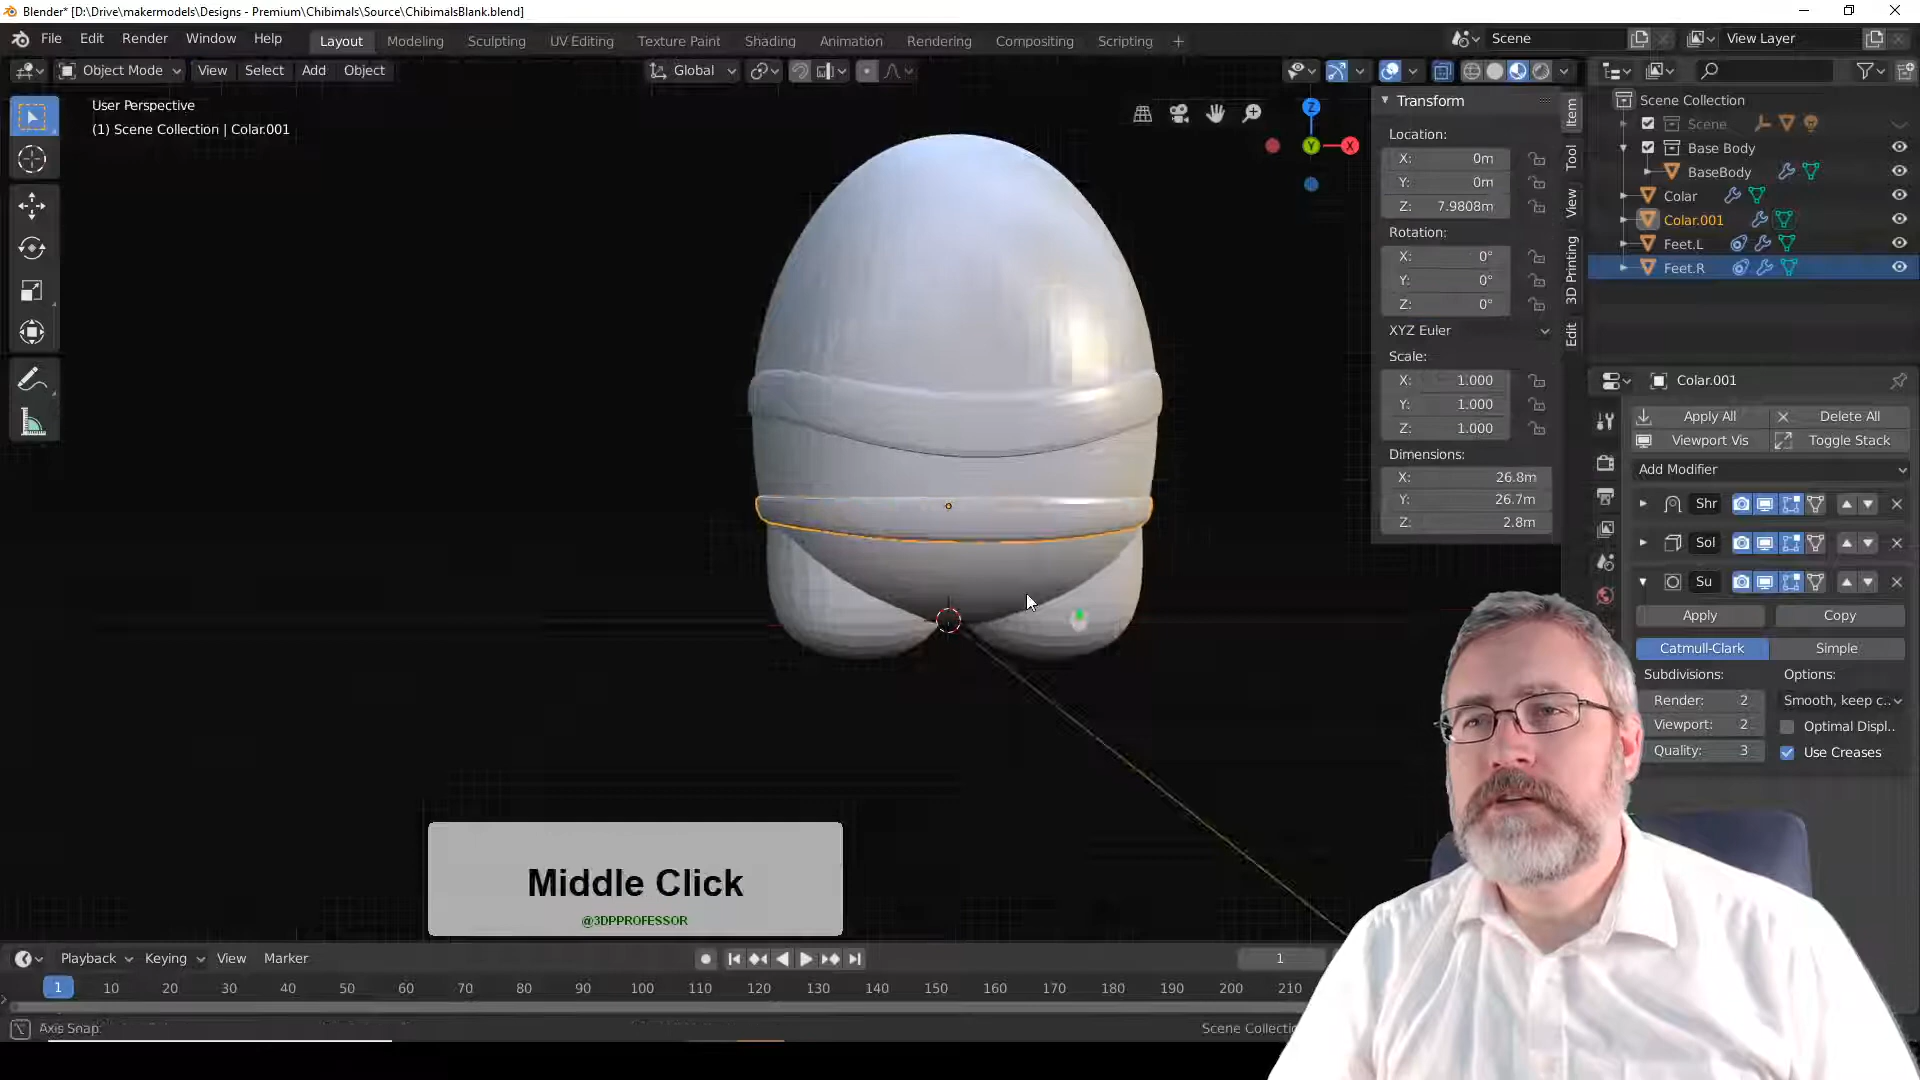 Blender* [D:\Drive\makermodels\Designs - Premium\Chibimals\Source\ChibimalsBlank.blend]
File Edit Render Window Help
Layout Modeling Sculpting UV Editing Texture Paint Shading Animation Rendering Compositing Scripting +
Scene
View Layer
Object Mode View Select Add Object
Global
User Perspective
(1) Scene Collection | Colar.001
Z
Y
X
Transform
Location:
X: 0m
Y: 0m
Z: 7.9808m
Rotation:
X: 0°
Y: 0°
Z: 0°
XYZ Euler
Scale:
X: 1.000
Y: 1.000
Z: 1.000
Dimensions:
X: 26.8m
Y: 26.7m
Z: 2.8m
Item
Tool
View
3D Printing
Edit
Scene Collection
Scene
Base Body
BaseBody
Colar
Colar.001
Feet.L
Feet.R
Colar.001
Apply All Delete All
Viewport Vis Toggle Stack
Add Modifier
Shr
Sol
Su
Apply Copy
Catmull-Clark Simple
Subdivisions: Options:
Render: 2 Smooth, keep c..
Viewport: 2 Optimal Displ..
Quality: 3 Use Creases
Middle Click
@3DPPROFESSOR
Playback Keying View Marker
1
1 10 20 30 40 50 60 70 80 90 100 110 120 130 140 150 160 170 180 190 200 210
Axis Snap
Scene Collectio